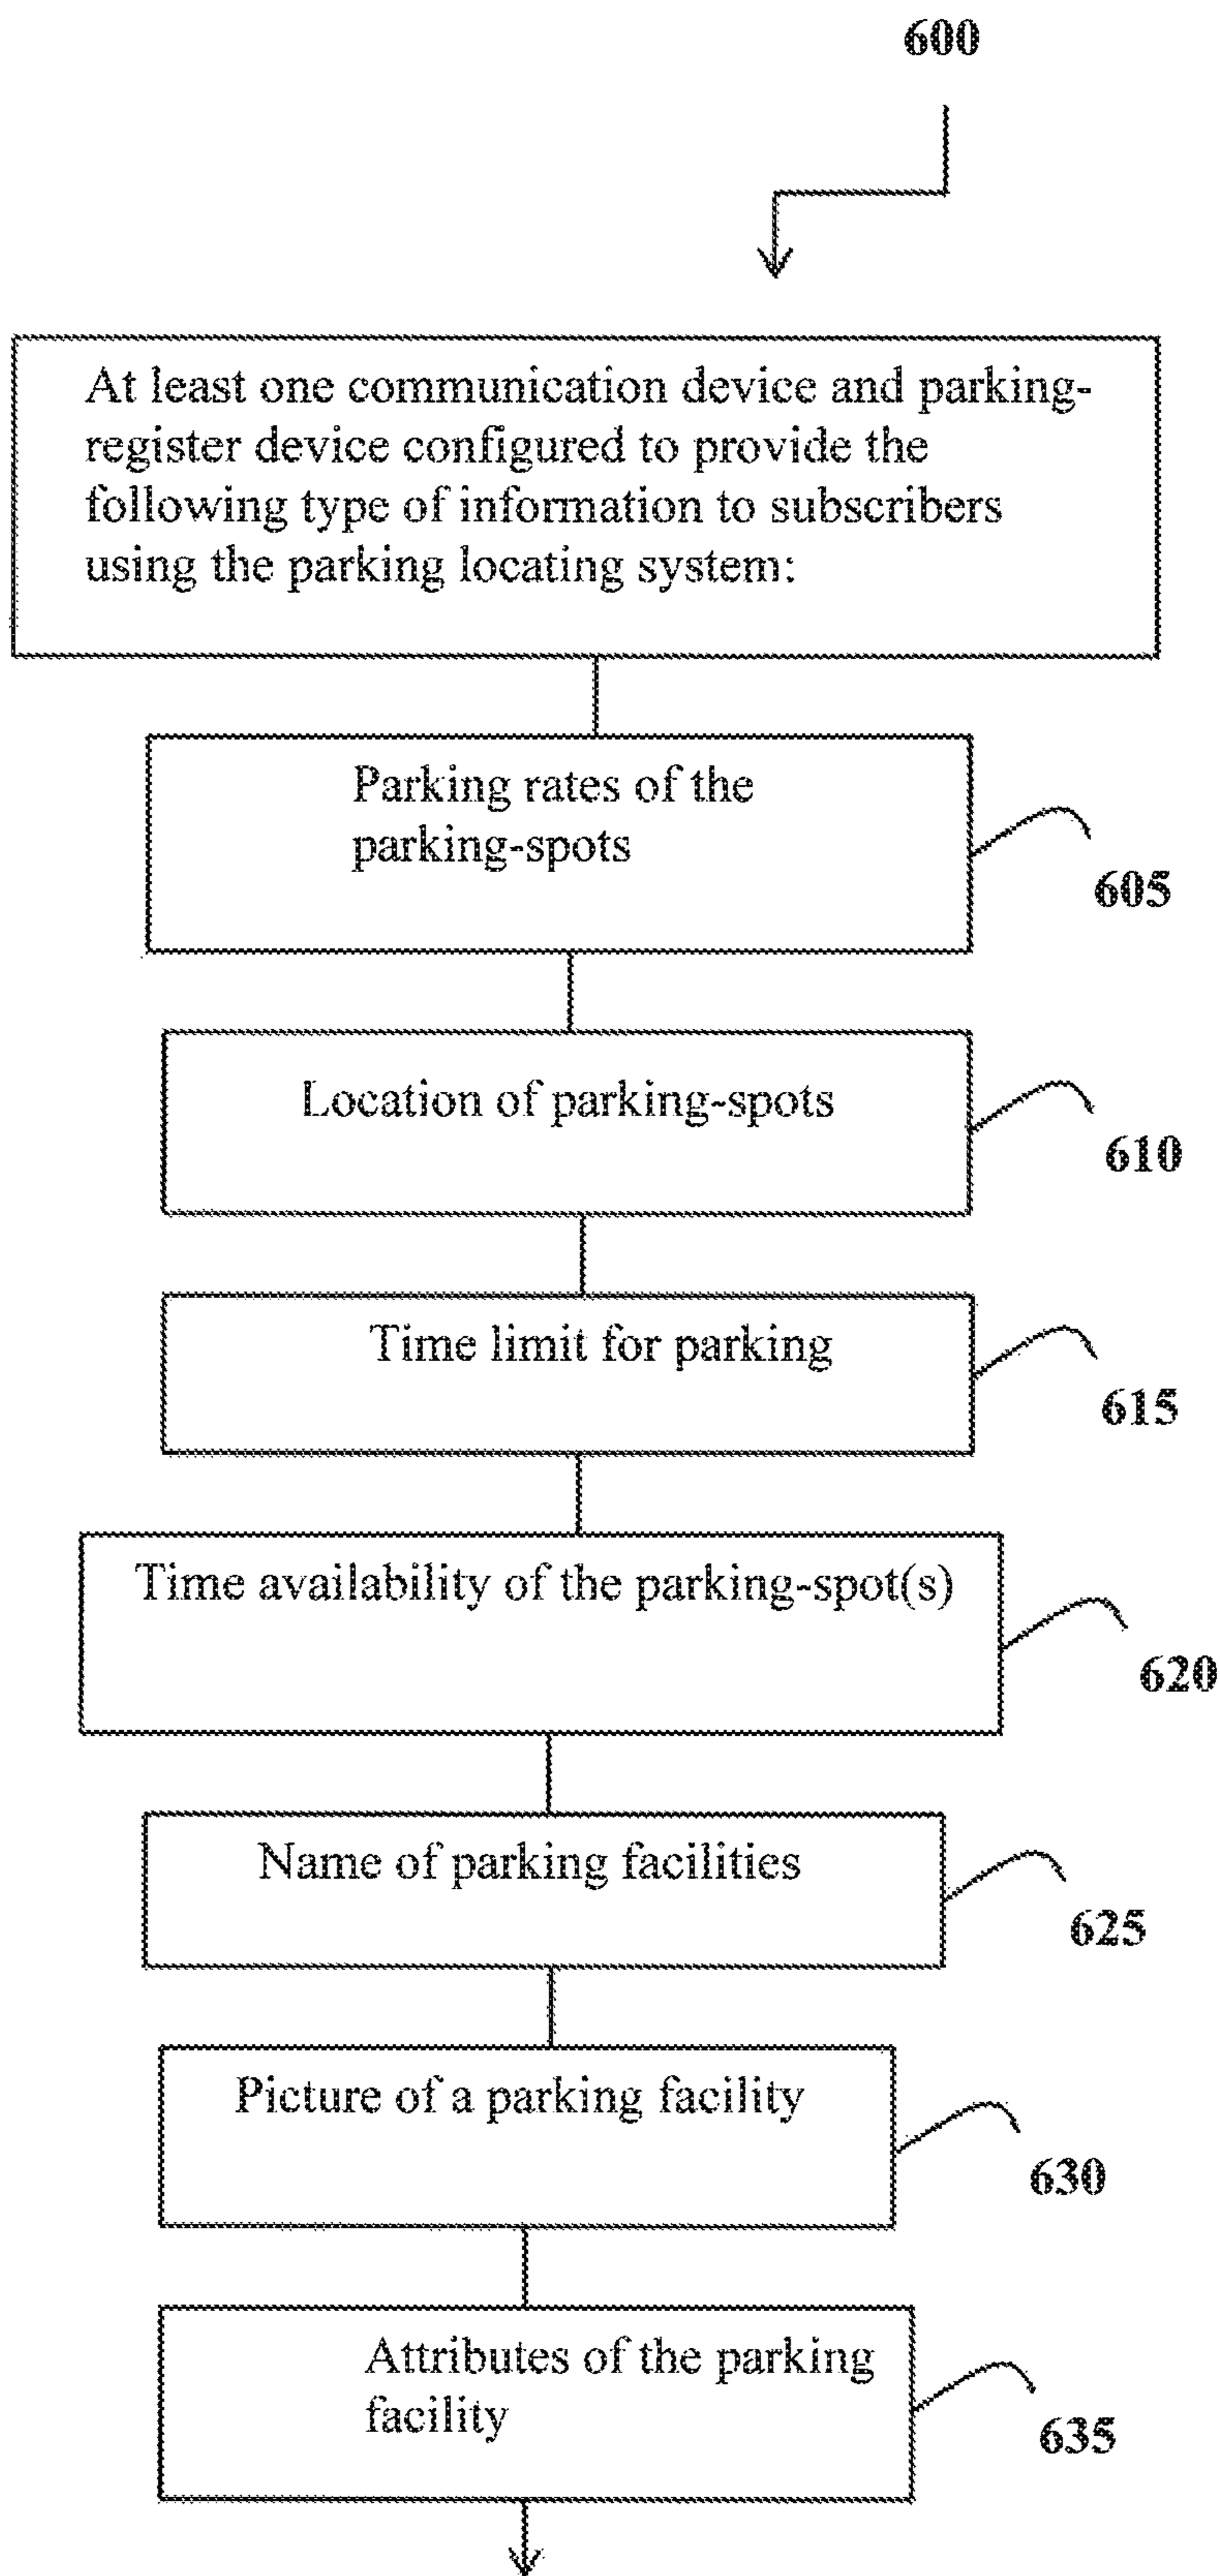 600
At least one communication device and parking-
register device configured to provide the
following type of information to subscribers
using the parking locating system:
Parking rates of the
parking-spots
605
Location of parking-spots
610
Time limit for parking
615
Time availability of the parking-spot(s)
620
Name of parking facilities
625
Picture of a parking facility
630
Attributes of the parking
facility
635